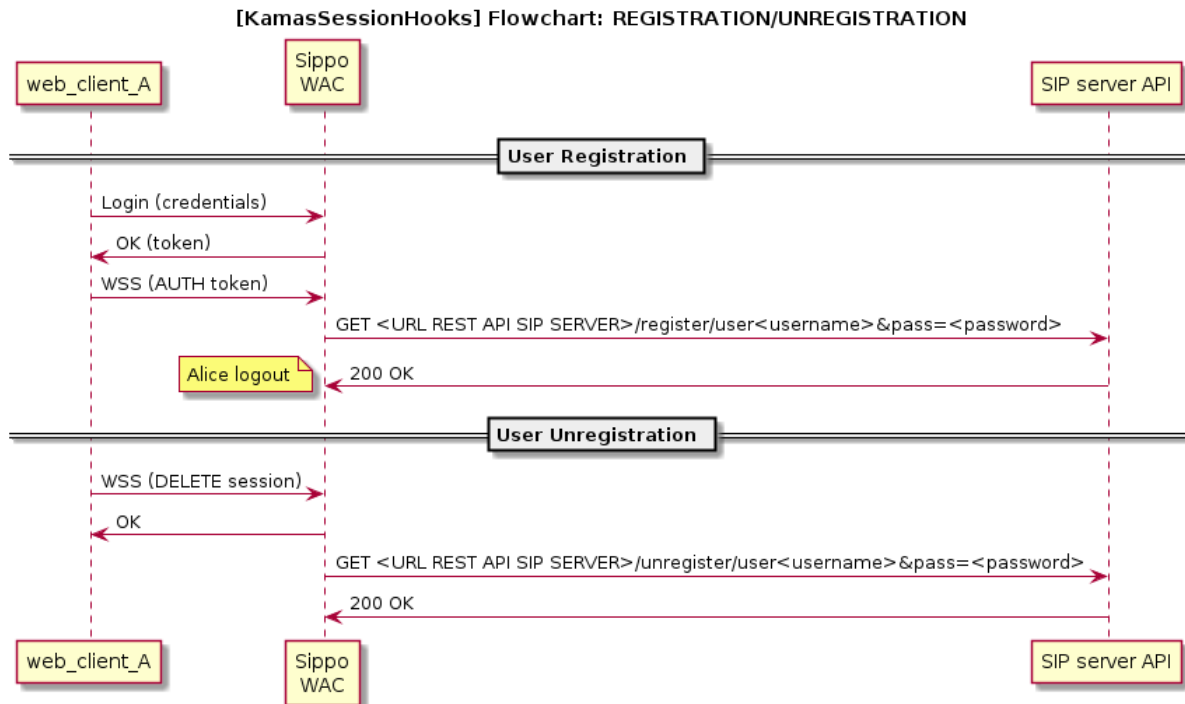 [KamasSessionHooks] Flowchart: REGISTRATION/UNREGISTRATION
web_client_A
Sippo
WAC
SIP server API
User Registration
Login (credentials)
OK (token)
WSS (AUTH token)
GET <URL REST API SIP SERVER>/register/user<username>&pass=<password>
Alice logout
200 OK
User Unregistration
WSS (DELETE session)
OK
GET <URL REST API SIP SERVER>/unregister/user<username>&pass=<password>
200 OK
web_client_A
Sippo
WAC
SIP server API